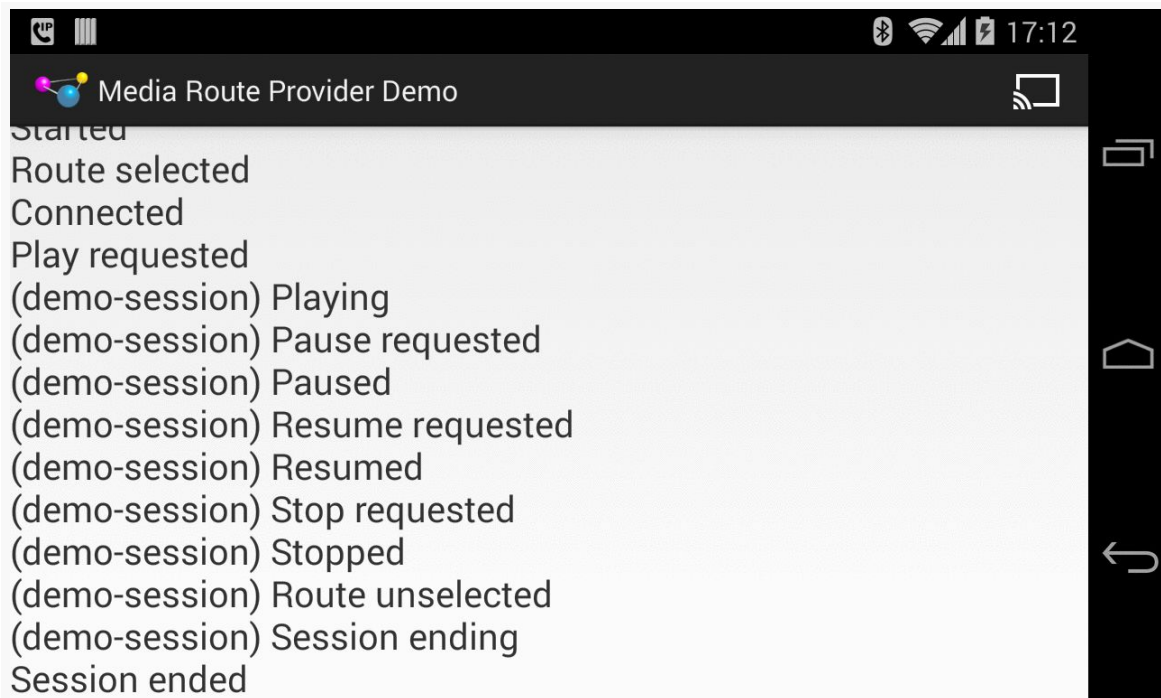 17:12
Media Route Provider Demo
Started
Route selected
Connected
Play requested
(demo-session) Playing
(demo-session) Pause requested
(demo-session) Paused
(demo-session) Resume requested
(demo-session) Resumed
(demo-session) Stop requested
(demo-session) Stopped
(demo-session) Route unselected
(demo-session) Session ending
Session ended